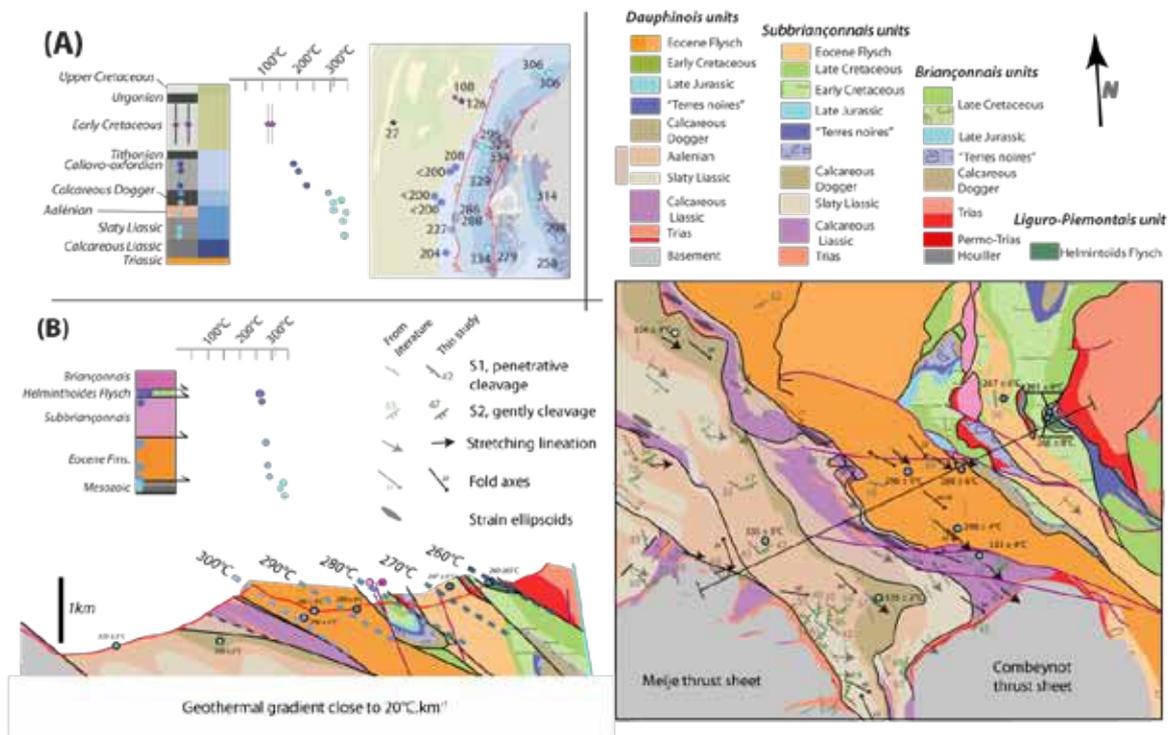 (A)
100°C
200°C
300°C
Upper Cretaceous
Urgonian
Early Cretaceous
Tithonien
Callovo-oxfordian
Calcareous Dogger
Aalénian
Slaty Liassic
Calcareous Liassic
Triassic
306
306
108
126
27
208
<200
<200
<200
227
204
329
288
314
279
258
(B)
100°C
200°C
300°C
Briançonnais
Helminthoides Flysch
Subbriançonnais
Eocene Fms.
Mesozoic
From literature
This study
S1, penetrative
cleavage
S2, gently cleavage
Stretching lineation
Fold axes
Strain ellipsoids
300°C
290°C
280°C
270°C
260°C
1km
Geothermal gradient close to 20°C.km⁻¹
Dauphinois units
Eocene Flysch
Early Cretaceous
Late Jurassic
"Terres noires"
Calcareous
Dogger
Aalenian
Slaty Liassic
Calcareous
Liassic
Trias
Basement
Subbriançonnais units
Eocene Flysch
Late Cretaceous
Early Cretaceous
Late Jurassic
"Terres noires"
Calcareous
Dogger
Slaty Liassic
Calcareous
Liassic
Trias
Briançonnais units
Late Cretaceous
Late Jurassic
"Terres noires"
Calcareous
Dogger
Trias
Permo-Trias
Houiller
Liguro-Piemontais unit
Helmintoïds Flysch
N
Meije thrust sheet
Combeynot
thrust sheet